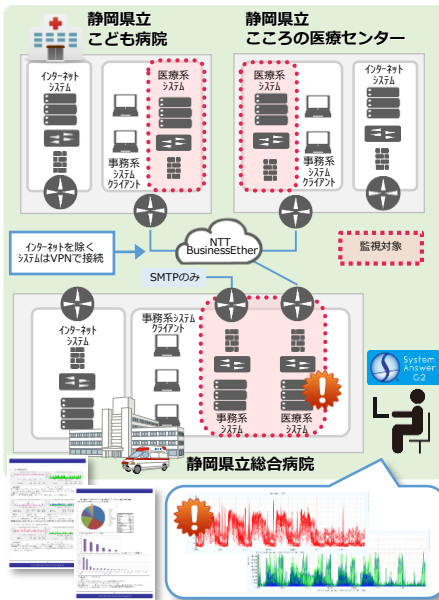 静岡県立
こども病院
静岡県立
こころの医療センター
インターネット
システム
医療系
システム
事務系
システム
クライアント
医療系
システム
事務系
システム
クライアント
インターネット
システム
インターネットを除く
システムはVPNで接続
NTT
BusinessEther
監視対象
SMTPのみ
インターネット
システム
事務系システム
クライアント
事務系
システム
医療系
システム
System
Answer
G2
静岡県立総合病院